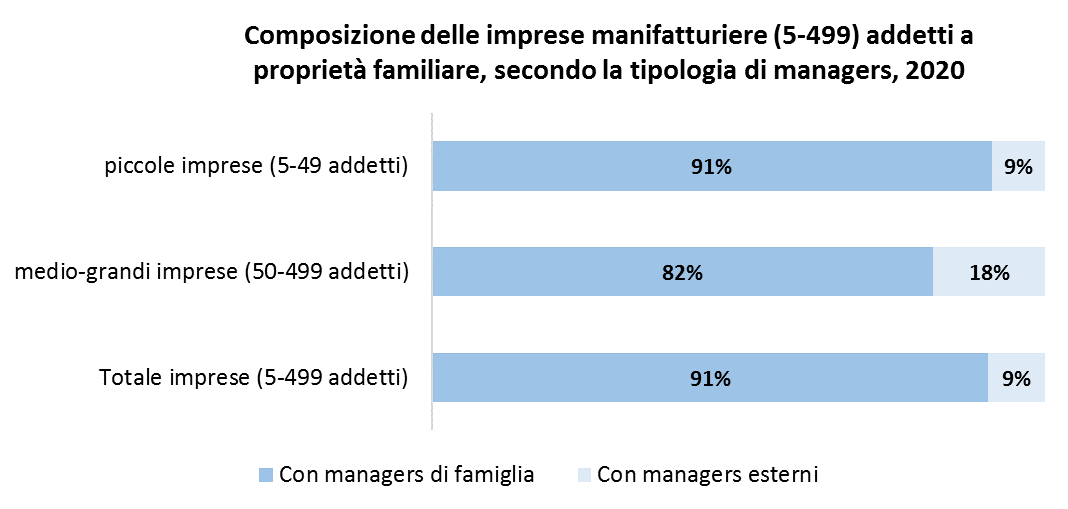 Composizione delle imprese manifatturiere (5-499) addetti a
proprietà familiare, secondo la tipologia di managers, 2020
piccole imprese (5-49 addetti)
91%
9%
medio-grandi imprese (50-499 addetti)
82%
18%
Totale imprese (5-499 addetti)
91%
9%
Con managers di famiglia
Con managers esterni